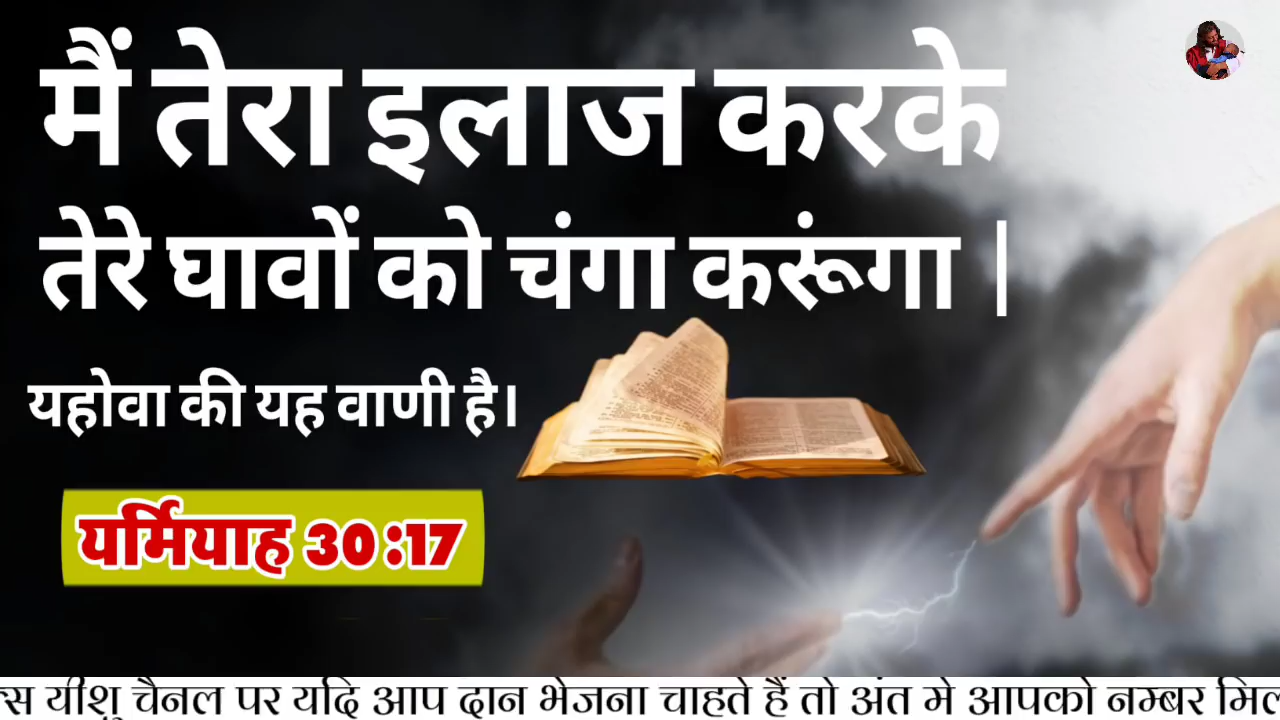 मैं तेरा इलाज करके
तेरे घावों को चंगा करूंगा |
यहोवा की यह वाणी है।
यर्मियाह 30:17
यीशु चैनल पर यदि आप दान भेजना चाहते हैं तो अंत मे आपको नम्बर